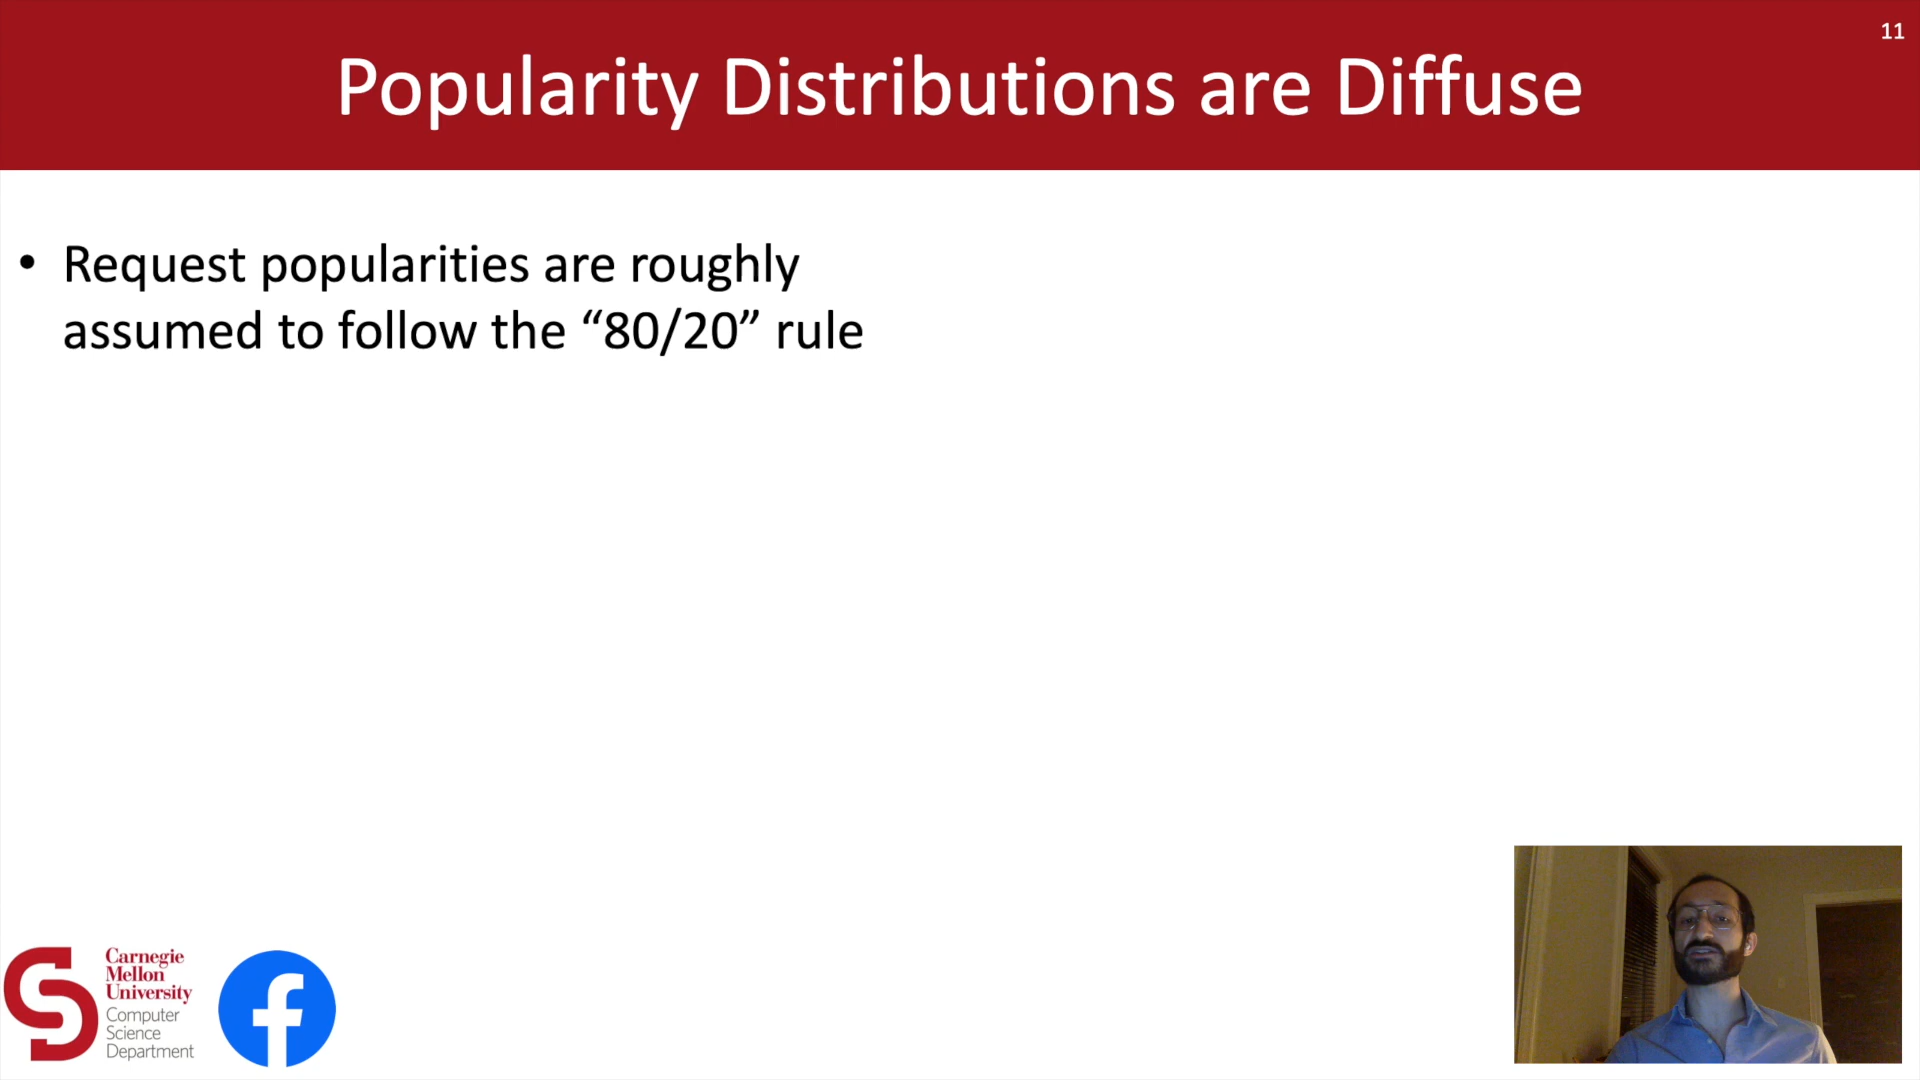 11
Popularity Distributions are Diffuse
• Request popularities are roughly
assumed to follow the “80/20” rule
Carnegie
Mellon
University
Computer
Science
Department